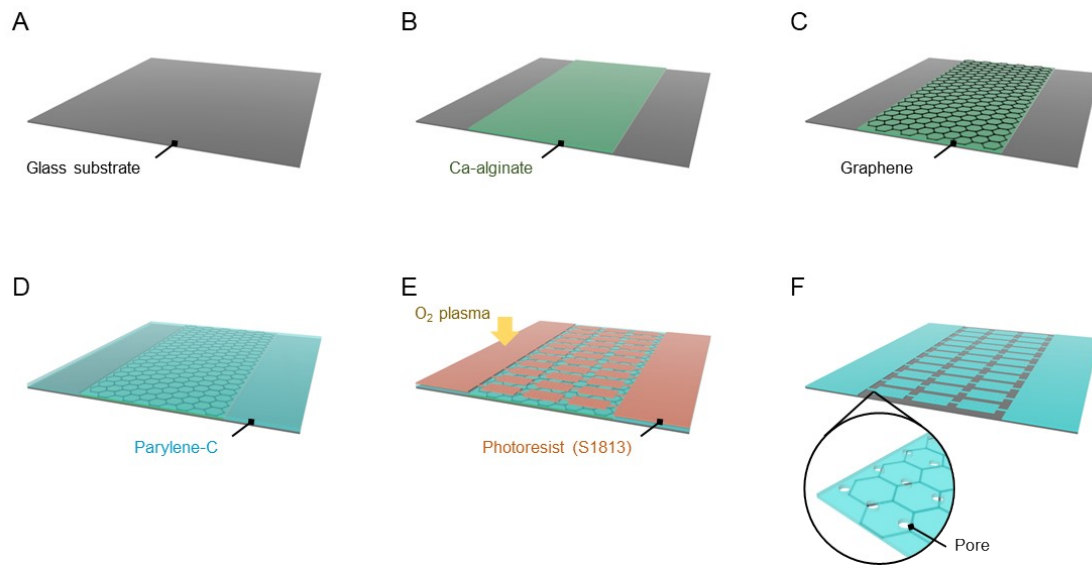 A
B
C
Glass substrate
Ca-alginate
Graphene
D
E
F
O₂ plasma
Parylene-C
Photoresist (S1813)
Pore